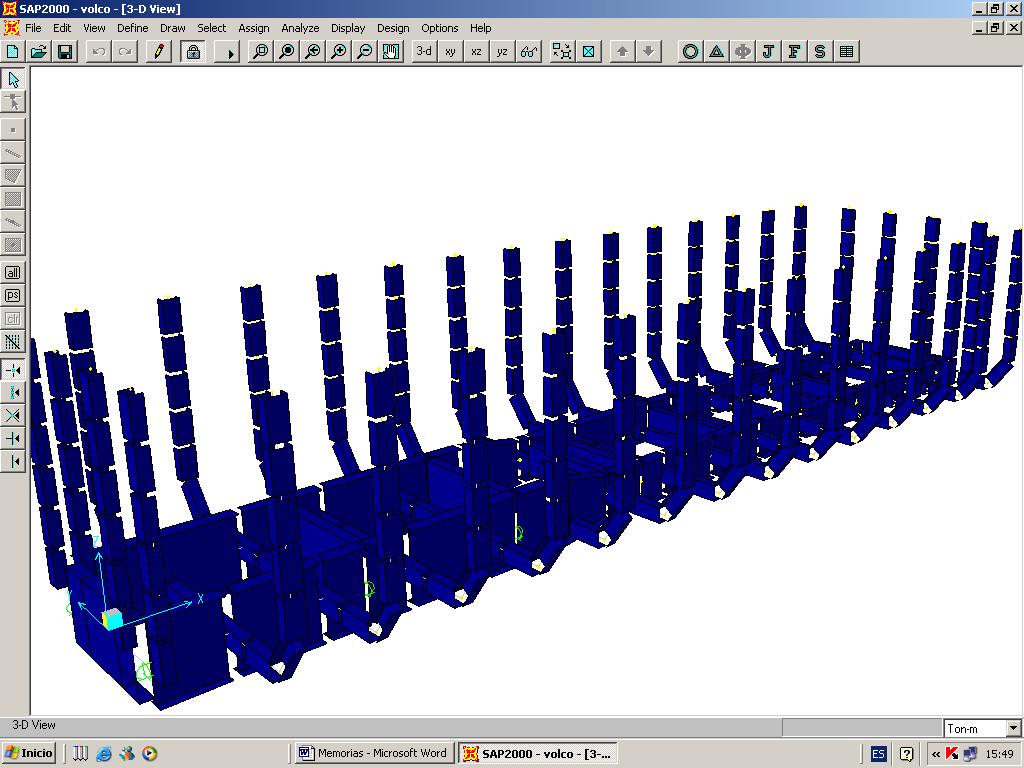 SAP2000 - volco - [3-D View]
File Edit View Define Draw Select Assign Analyze Display Design Options Help
3-d xy xz yz J F S
all
ps
clr
Z
X
3-D View
Ton-m
Inicio
Memorias - Microsoft Word
SAP2000 - volco - [3-...
ES
15:49